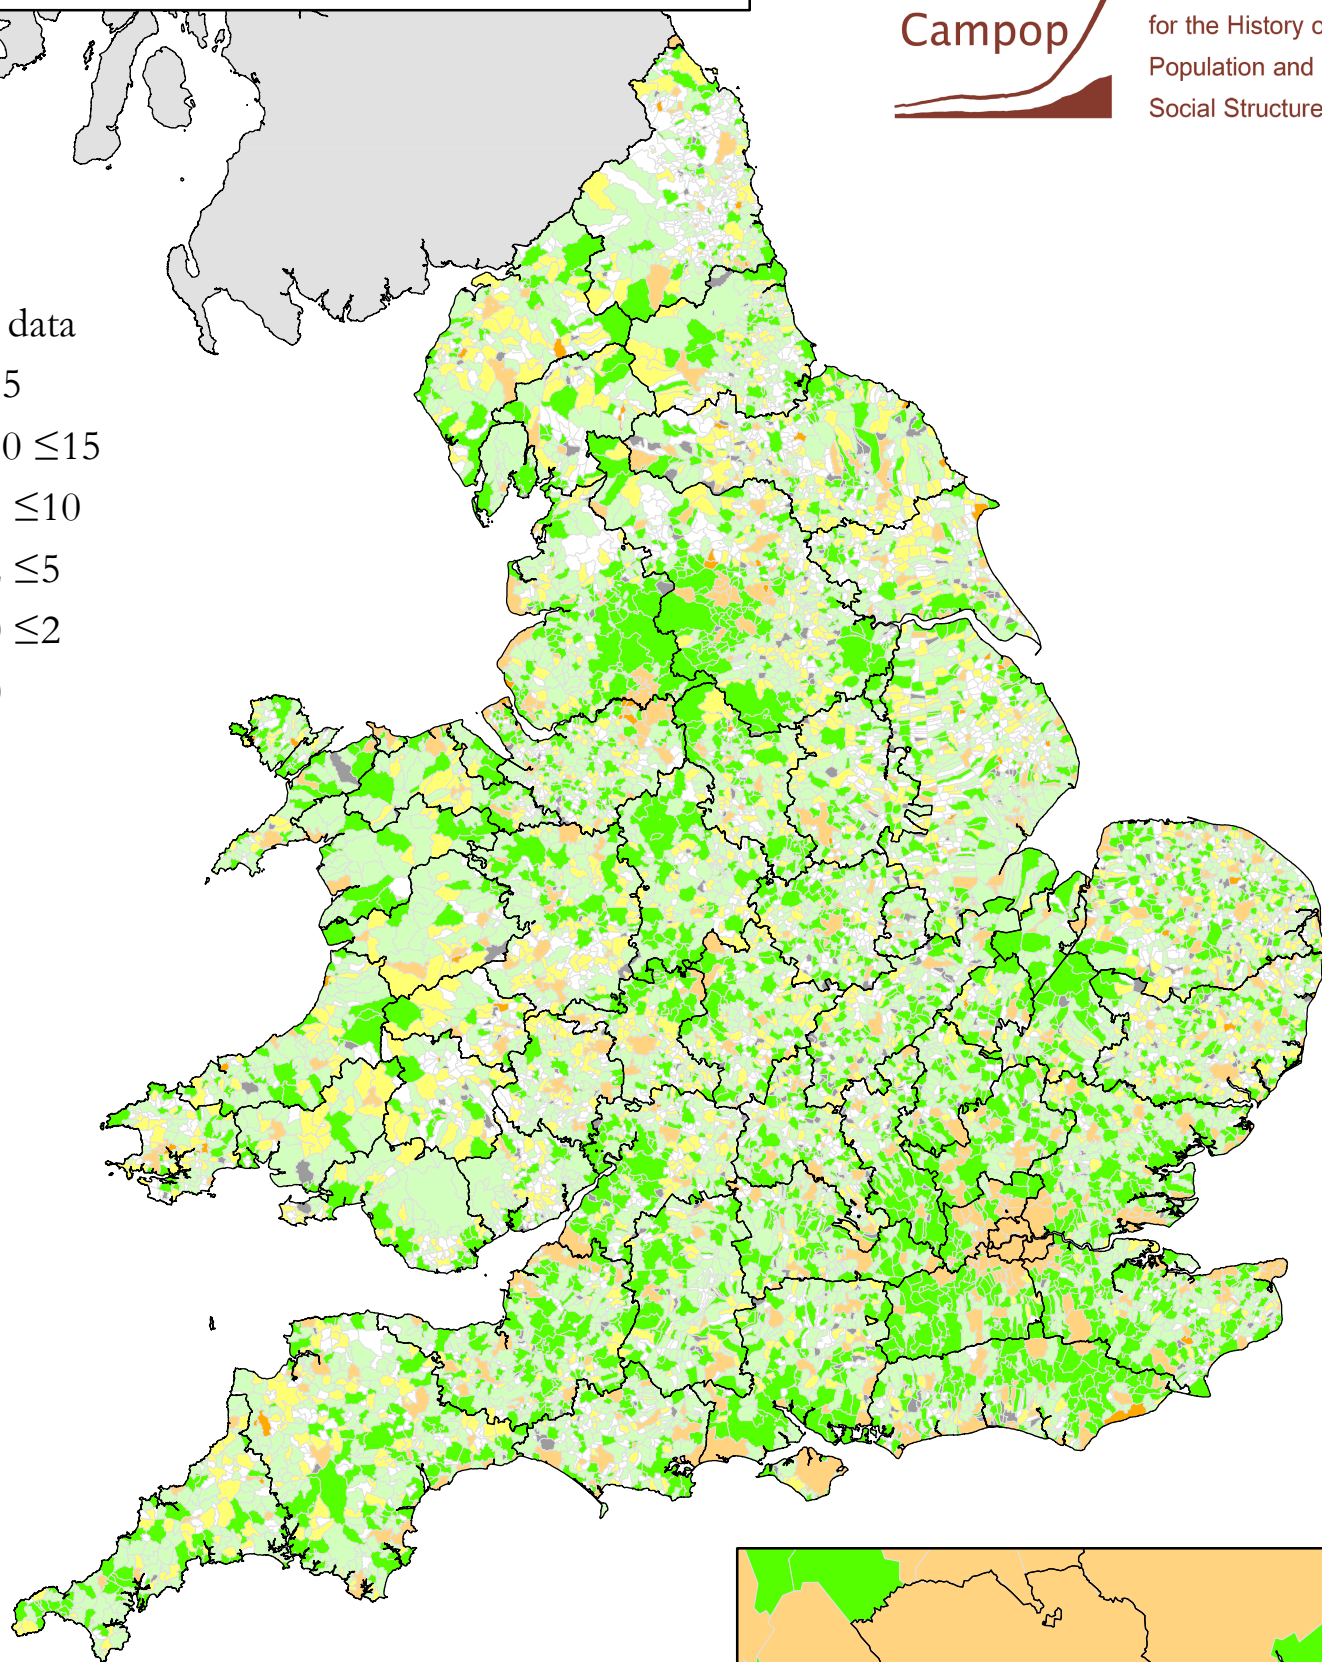 Campop
for the History o
Population and
Social Structure
data
5
0 ≤15
≤10
≤5
≤2